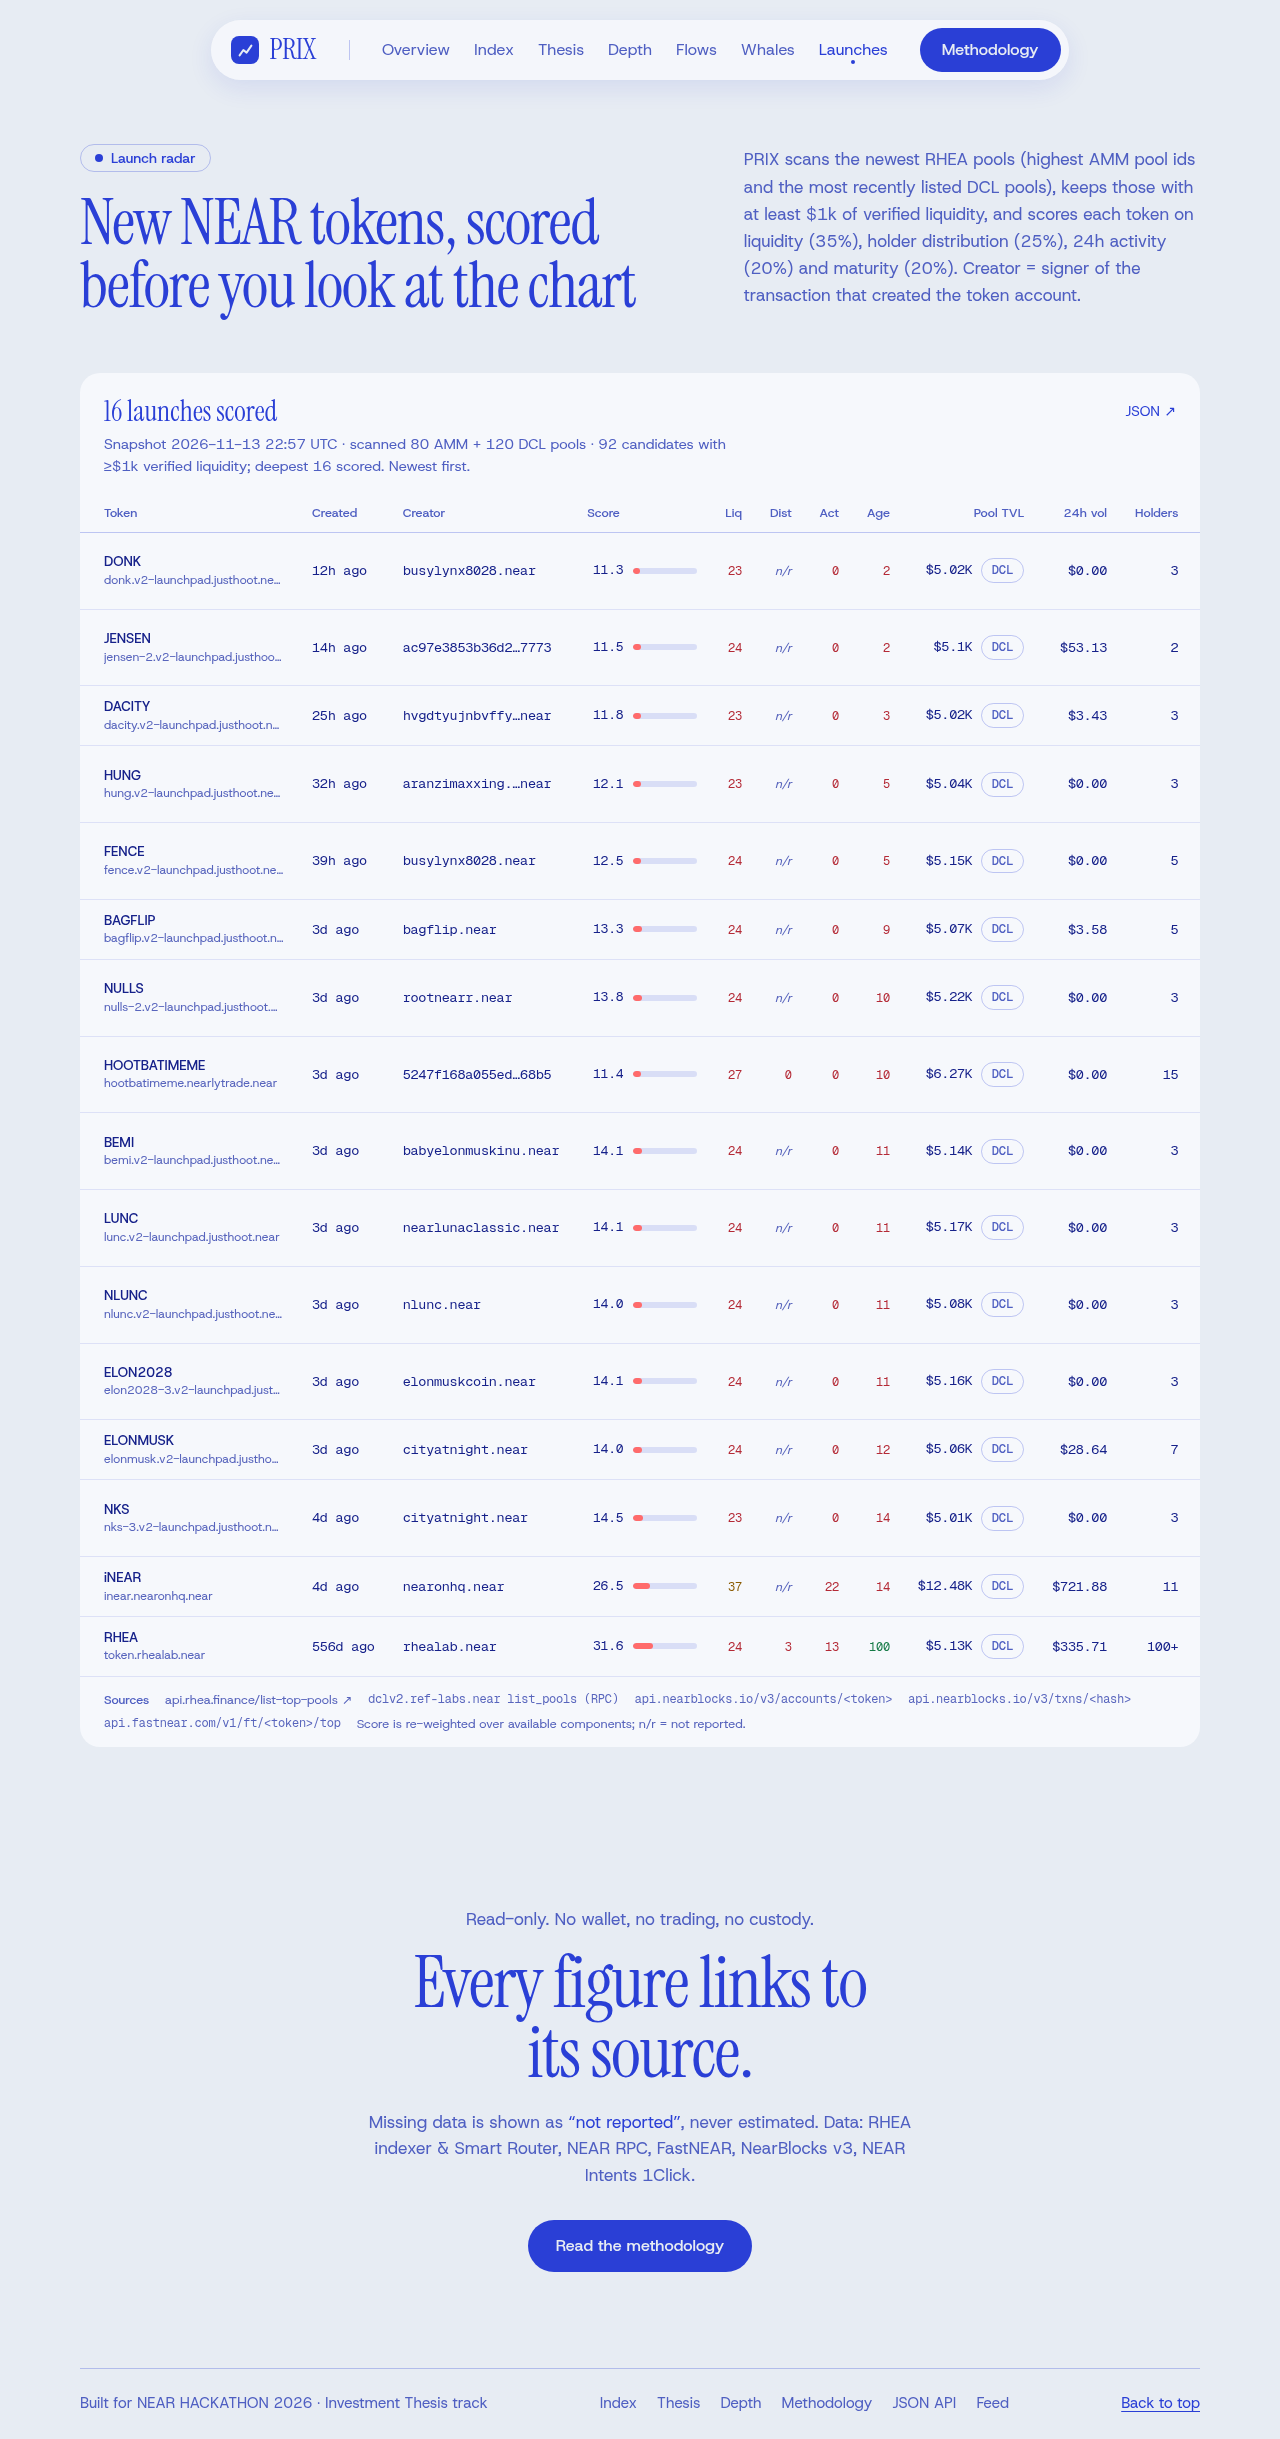 PRIX
Overview Index Thesis Depth Flows Whales Launches Methodology
Launch radar
New NEAR tokens, scored
before you look at the chart
PRIX scans the newest RHEA pools (highest AMM pool ids
and the most recently listed DCL pools), keeps those with
at least $1k of verified liquidity, and scores each token on
liquidity (35%), holder distribution (25%), 24h activity
(20%) and maturity (20%). Creator = signer of the
transaction that created the token account.
16 launches scored
JSON ↗
Snapshot 2026-11-13 22:57 UTC · scanned 80 AMM + 120 DCL pools · 92 candidates with
≥$1k verified liquidity; deepest 16 scored. Newest first.
Token Created Creator Score Liq Dist Act Age Pool TVL 24h vol Holders
DONK
donk.v2-launchpad.justhoot.ne…
12h ago busylynx8028.near 11.3 23 n/r 0 2 $5.02K DCL $0.00 3
JENSEN
jensen-2.v2-launchpad.justhoo…
14h ago ac97e3853b36d2…7773 11.5 24 n/r 0 2 $5.1K DCL $53.13 2
DACITY
dacity.v2-launchpad.justhoot.n…
25h ago hvgdtyujnbvffy…near 11.8 23 n/r 0 3 $5.02K DCL $3.43 3
HUNG
hung.v2-launchpad.justhoot.ne…
32h ago aranzimaxxing.…near 12.1 23 n/r 0 5 $5.04K DCL $0.00 3
FENCE
fence.v2-launchpad.justhoot.ne…
39h ago busylynx8028.near 12.5 24 n/r 0 5 $5.15K DCL $0.00 5
BAGFLIP
bagflip.v2-launchpad.justhoot.n…
3d ago bagflip.near 13.3 24 n/r 0 9 $5.07K DCL $3.58 5
NULLS
nulls-2.v2-launchpad.justhoot.…
3d ago rootnearr.near 13.8 24 n/r 0 10 $5.22K DCL $0.00 3
HOOTBATIMEME
hootbatimeme.nearlytrade.near
3d ago 5247f168a055ed…68b5 11.4 27 0 0 10 $6.27K DCL $0.00 15
BEMI
bemi.v2-launchpad.justhoot.ne…
3d ago babyelonmuskinu.near 14.1 24 n/r 0 11 $5.14K DCL $0.00 3
LUNC
lunc.v2-launchpad.justhoot.near
3d ago nearlunaclassic.near 14.1 24 n/r 0 11 $5.17K DCL $0.00 3
NLUNC
nlunc.v2-launchpad.justhoot.ne…
3d ago nlunc.near 14.0 24 n/r 0 11 $5.08K DCL $0.00 3
ELON2028
elon2028-3.v2-launchpad.just…
3d ago elonmuskcoin.near 14.1 24 n/r 0 11 $5.16K DCL $0.00 3
ELONMUSK
elonmusk.v2-launchpad.justho…
3d ago cityatnight.near 14.0 24 n/r 0 12 $5.06K DCL $28.64 7
NKS
nks-3.v2-launchpad.justhoot.n…
4d ago cityatnight.near 14.5 23 n/r 0 14 $5.01K DCL $0.00 3
iNEAR
inear.nearonhq.near
4d ago nearonhq.near 26.5 37 n/r 22 14 $12.48K DCL $721.88 11
RHEA
token.rhealab.near
556d ago rhealab.near 31.6 24 3 13 100 $5.13K DCL $335.71 100+
Sources api.rhea.finance/list-top-pools ↗ dclv2.ref-labs.near list_pools (RPC) api.nearblocks.io/v3/accounts/<token> api.nearblocks.io/v3/txns/<hash>
api.fastnear.com/v1/ft/<token>/top Score is re-weighted over available components; n/r = not reported.
Read-only. No wallet, no trading, no custody.
Every figure links to
its source.
Missing data is shown as “not reported”, never estimated. Data: RHEA
indexer & Smart Router, NEAR RPC, FastNEAR, NearBlocks v3, NEAR
Intents 1Click.
Read the methodology
Built for NEAR HACKATHON 2026 · Investment Thesis track
Index Thesis Depth Methodology JSON API Feed
Back to top